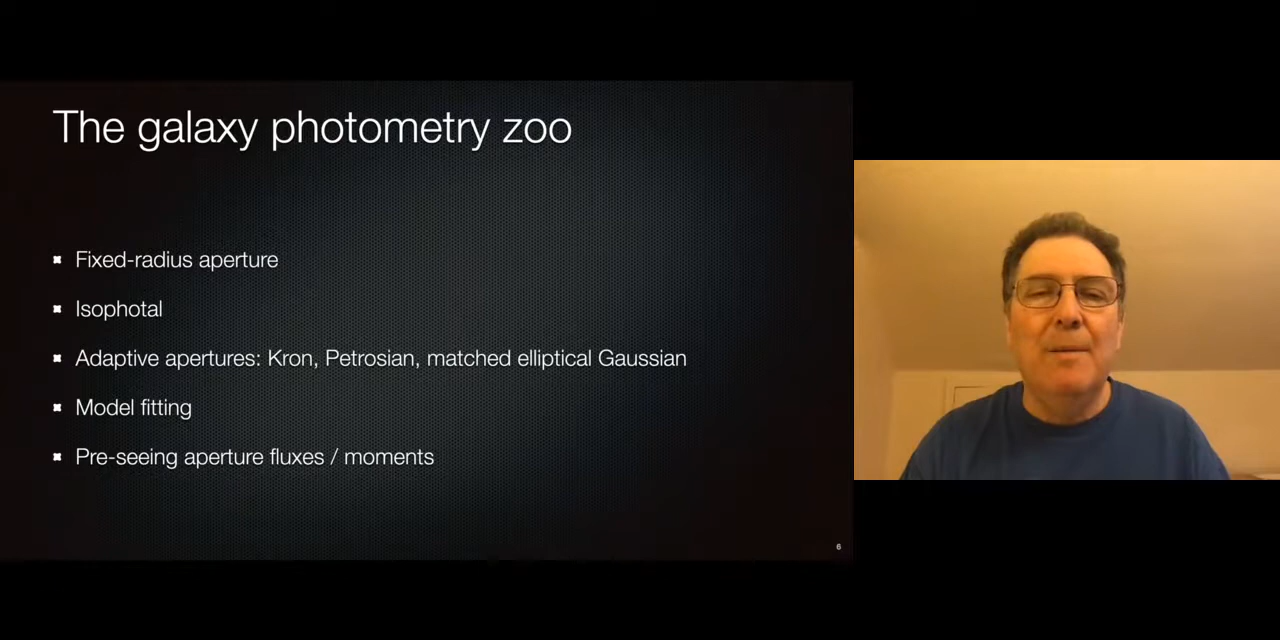 The galaxy photometry zoo
Fixed-radius aperture
Isophotal
Adaptive apertures: Kron, Petrosian, matched elliptical Gaussian
Model fitting
Pre-seeing aperture fluxes / moments
6